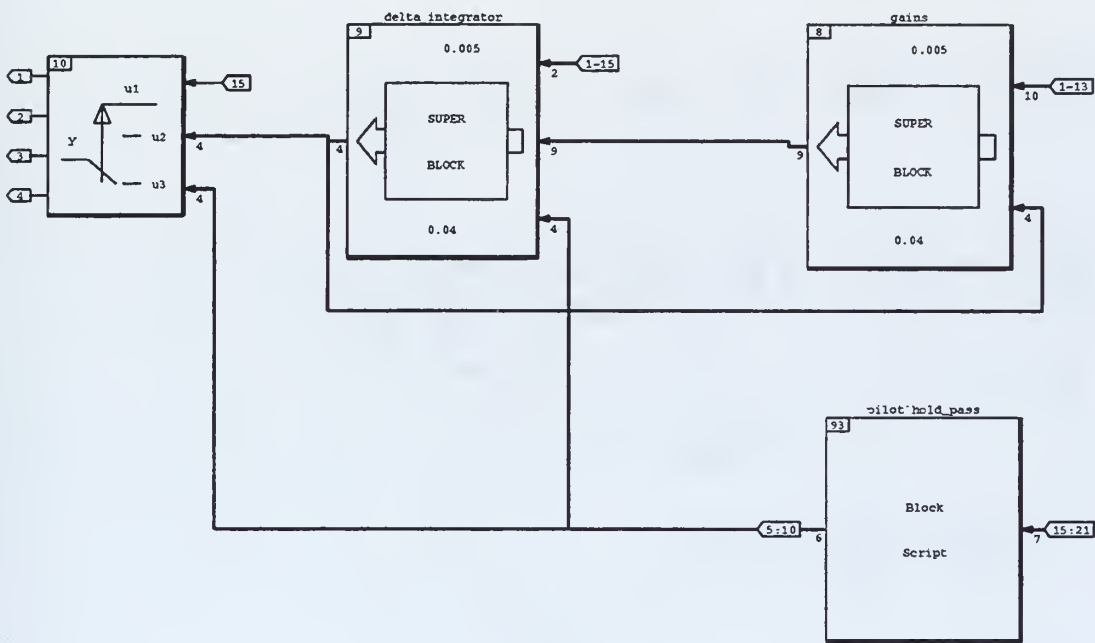 delta integrator
gains
10
9
8
0.005
0.005
1
2
3
4
u1
u2
u3
Y
15
1-15
1-13
4
4
4
2
9
4
9
10
4
SUPER
BLOCK
SUPER
BLOCK
0.04
0.04
pilot hold_pass
93
Block
Script
5:10
6
7
15:21